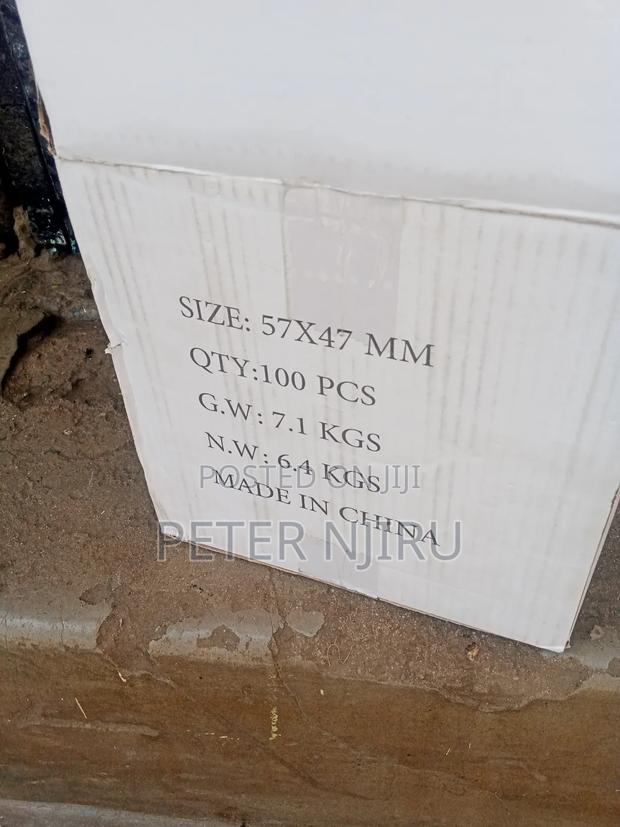 SIZE: 57X47 MM
QTY:100 PCS
G.W: 7.1 KGS
N.W: 6.4 KGS
POSTED ON JIJI
MADE IN CHINA
PETER NJIRU